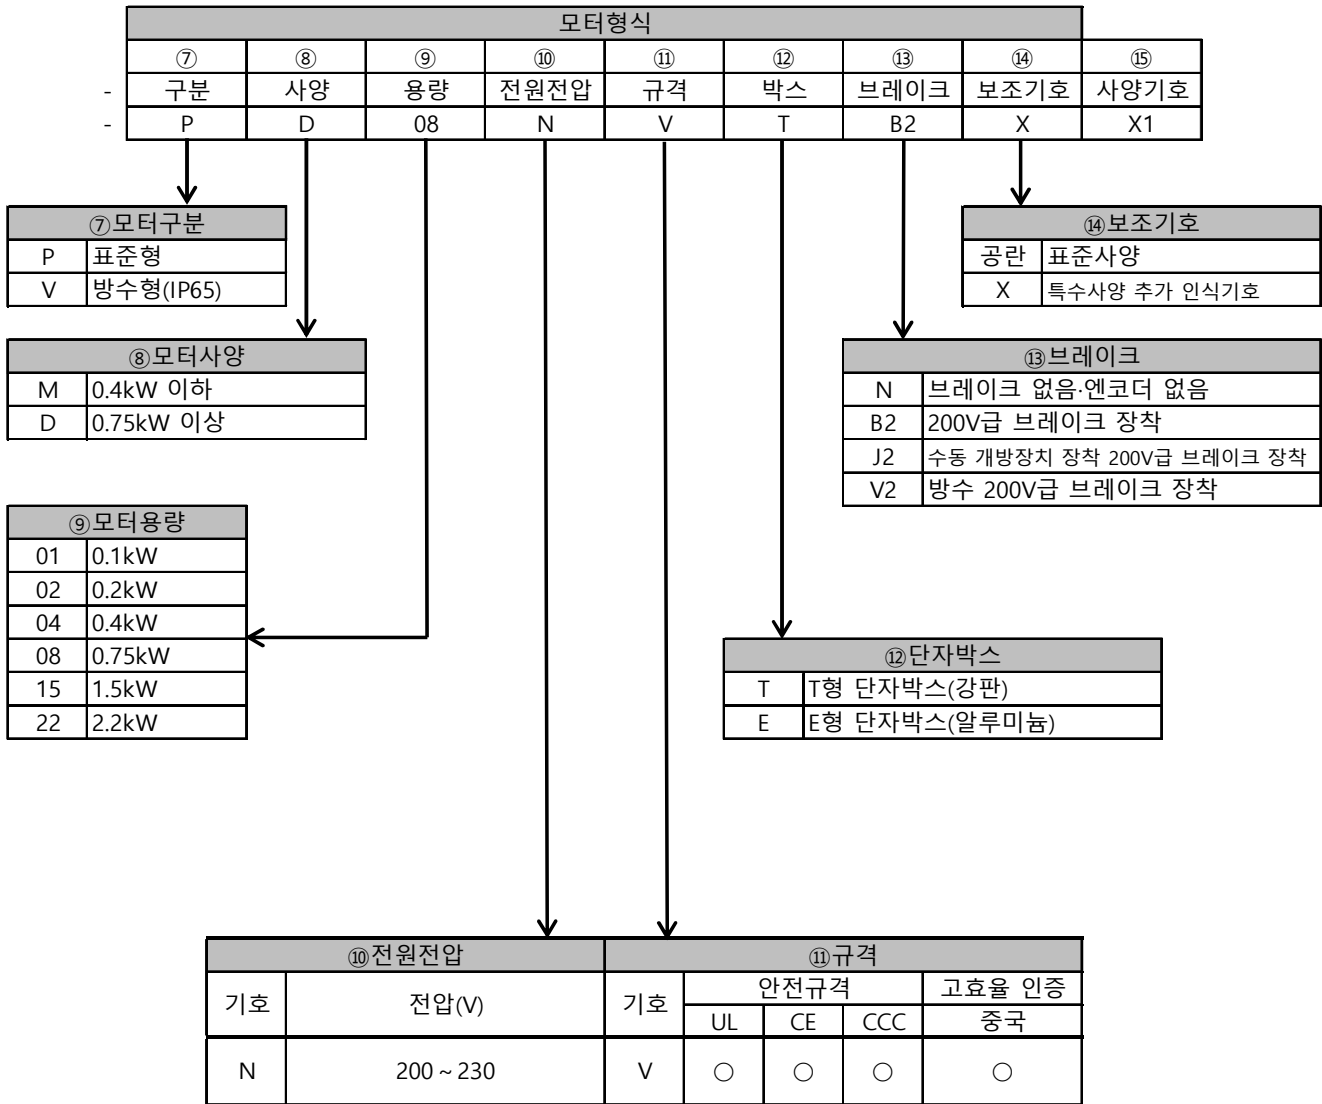 모터형식
⑦ ⑧ ⑨ ⑩ ⑪ ⑫ ⑬ ⑭ ⑮
- 구분 사양 용량 전원전압 규격 박스 브레이크 보조기호 사양기호
- P D 08 N V T B2 X X1
⑦모터구분
P 표준형
V 방수형(IP65)
⑭보조기호
공란 표준사양
X 특수사양 추가 인식기호
⑧모터사양
M 0.4kW 이하
D 0.75kW 이상
⑬브레이크
N 브레이크 없음·엔코더 없음
B2 200V급 브레이크 장착
J2 수동 개방장치 장착 200V급 브레이크 장착
V2 방수 200V급 브레이크 장착
⑨모터용량
01 0.1kW
02 0.2kW
04 0.4kW
08 0.75kW
15 1.5kW
22 2.2kW
⑫단자박스
T T형 단자박스(강판)
E E형 단자박스(알루미늄)
⑩전원전압 ⑪규격
기호 전압(V) 기호 안전규격 고효율 인증
UL CE CCC 중국
N 200～230 V ○ ○ ○ ○